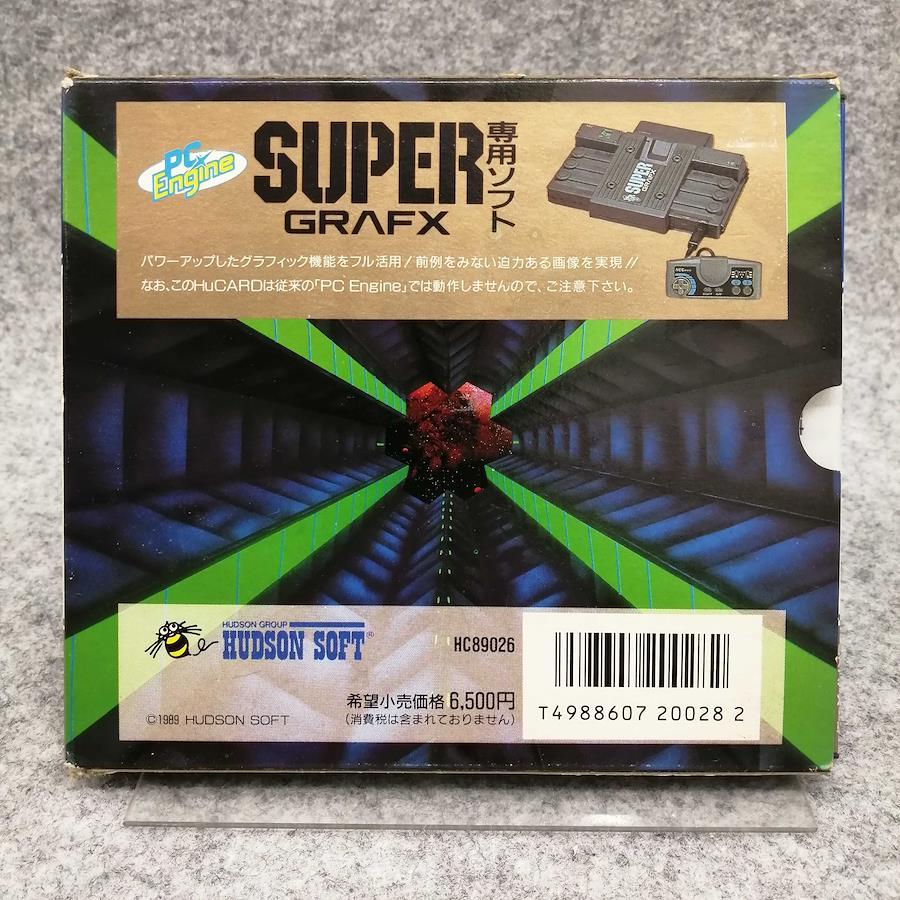 PC Engine
SUPER GRAFX
専用ソフト
SUPER GRAFX
NEC
パワーアップしたグラフィック機能をフル活用!前例をみない迫力ある画像を実現!!
なお、このHuCARDは従来の「PC Engine」では動作しませんので、ご注意下さい。
HUDSON GROUP
HUDSON SOFT®
HC89026
希望小売価格 6,500円
(消費税は含まれておりません)
©1989 HUDSON SOFT
T4988607 20028 2